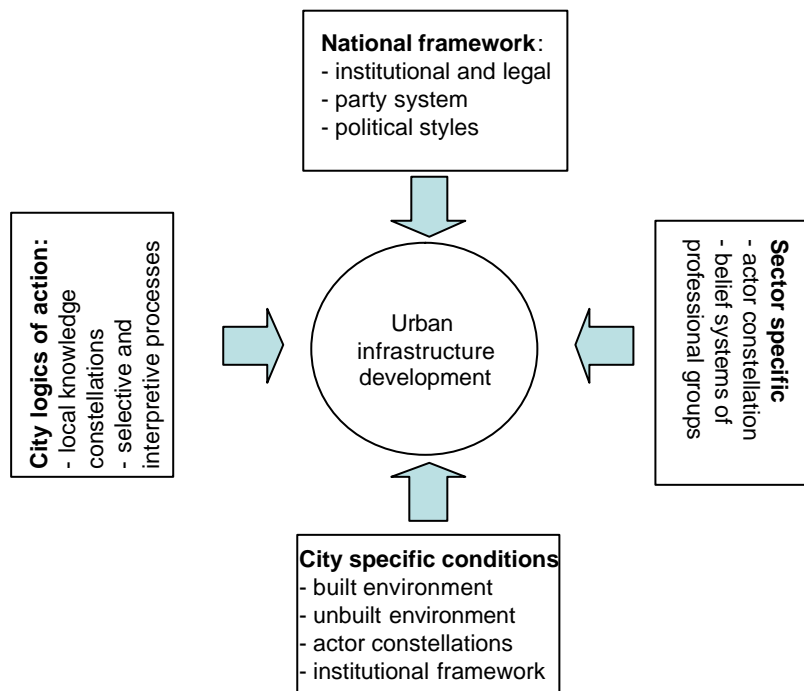 National framework:
- institutional and legal
- party system
- political styles
City logics of action:
- local knowledge
constellations
- selective and
interpretive processes
Urban
infrastructure
development
Sector specific
- actor constellation
- belief systems of
professional groups
City specific conditions
- built environment
- unbuilt environment
- actor constellations
- institutional framework